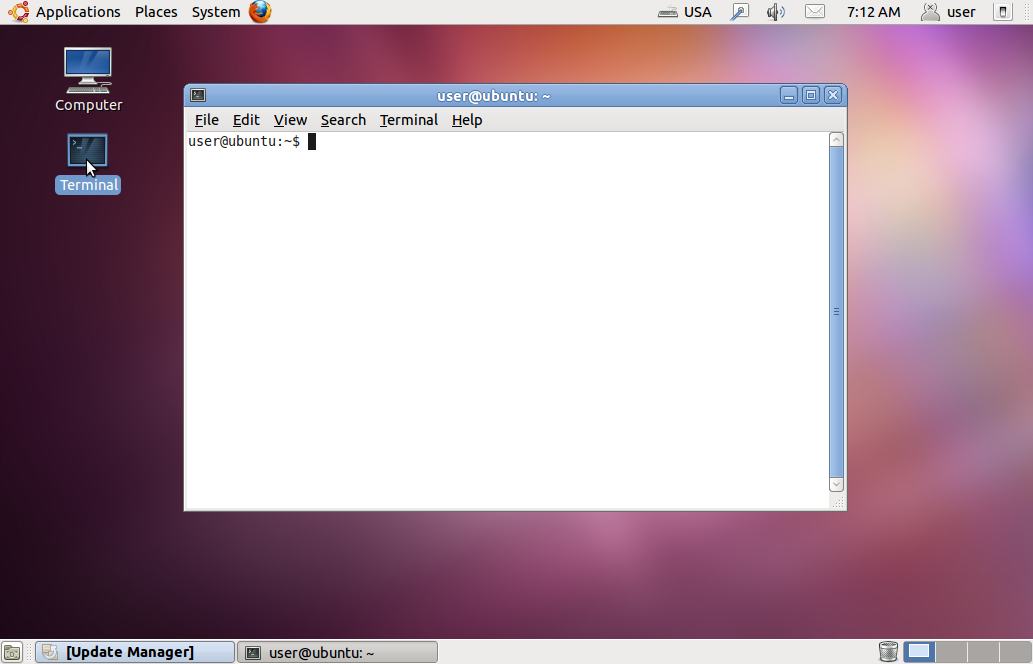 Applications Places System USA 7:12 AM user
Computer
Terminal
user@ubuntu: ~
File Edit View Search Terminal Help
user@ubuntu:~$
[Update Manager] user@ubuntu: ~